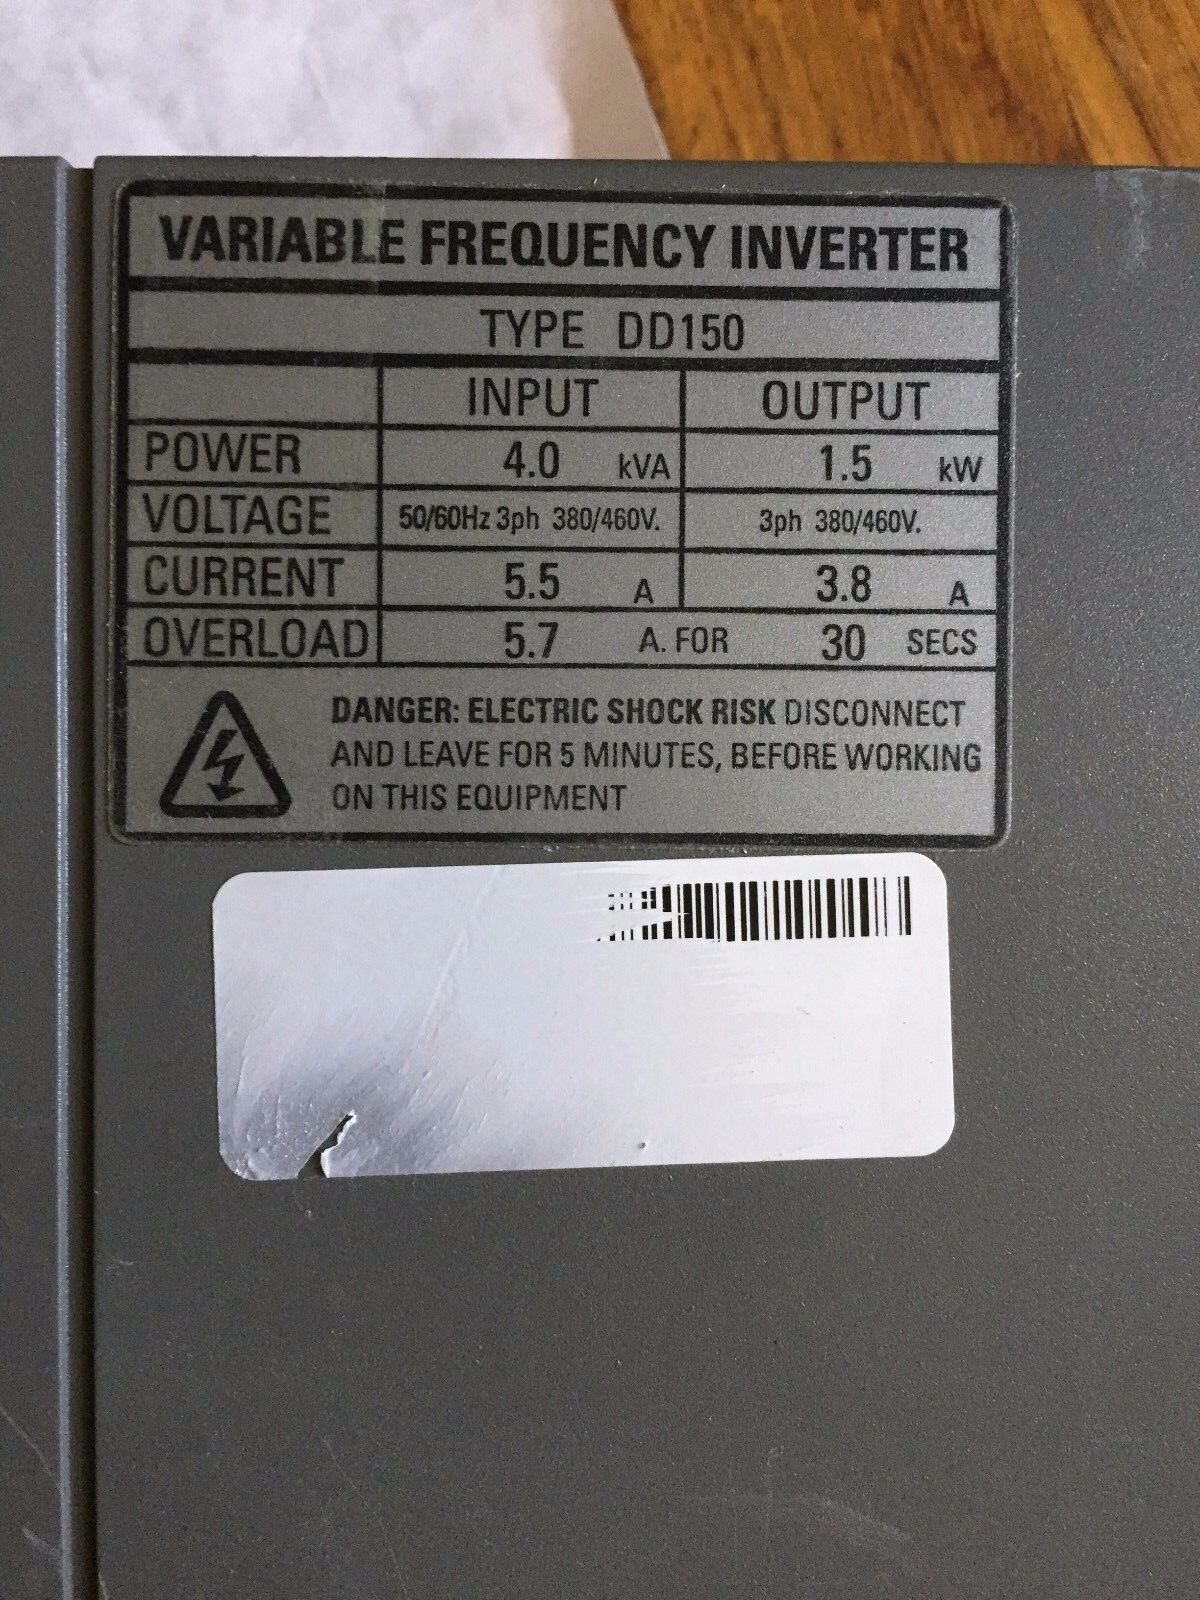 VARIABLE FREQUENCY INVERTER
TYPE DD150
INPUT OUTPUT
POWER 4.0 kVA 1.5 kW
VOLTAGE 50/60Hz 3ph 380/460V. 3ph 380/460V.
CURRENT 5.5 A 3.8 A
OVERLOAD 5.7 A. FOR 30 SECS
DANGER: ELECTRIC SHOCK RISK DISCONNECT
AND LEAVE FOR 5 MINUTES, BEFORE WORKING
ON THIS EQUIPMENT